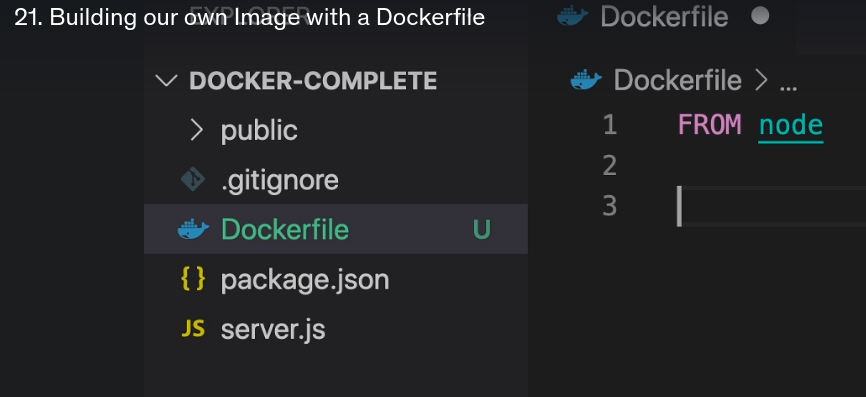 21. Building our own Image with a Dockerfile
EXPLORER
DOCKER-COMPLETE
public
.gitignore
Dockerfile U
{} package.json
JS server.js
Dockerfile
Dockerfile > ...
1 FROM node
2
3